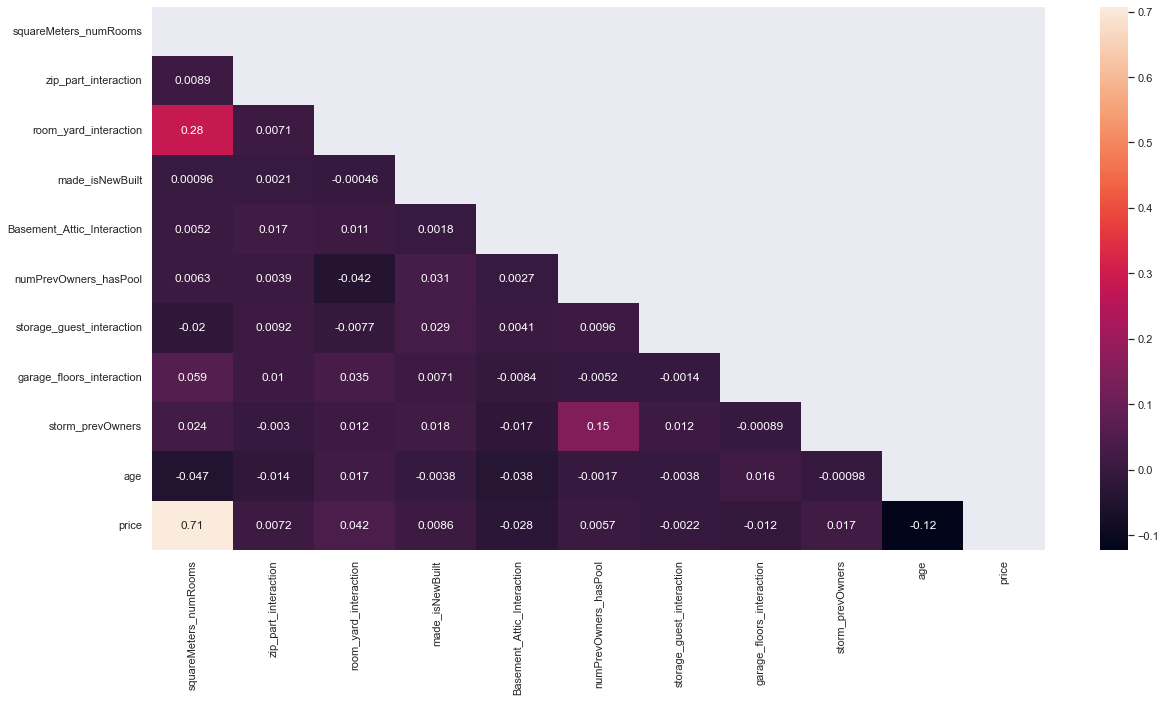 squareMeters_numRooms
zip_part_interaction 0.0089
room_yard_interaction 0.28 0.0071
made_isNewBuilt 0.00096 0.0021 -0.00046
Basement_Attic_Interaction 0.0052 0.017 0.011 0.0018
numPrevOwners_hasPool 0.0063 0.0039 -0.042 0.031 0.0027
storage_guest_interaction -0.02 0.0092 -0.0077 0.029 0.0041 0.0096
garage_floors_interaction 0.059 0.01 0.035 0.0071 -0.0084 -0.0052 -0.0014
storm_prevOwners 0.024 -0.003 0.012 0.018 -0.017 0.15 0.012 -0.00089
age -0.047 -0.014 0.017 -0.0038 -0.038 -0.0017 -0.0038 0.016 -0.00098
price 0.71 0.0072 0.042 0.0086 -0.028 0.0057 -0.0022 -0.012 0.017 -0.12
squareMeters_numRooms
zip_part_interaction
room_yard_interaction
made_isNewBuilt
Basement_Attic_Interaction
numPrevOwners_hasPool
storage_guest_interaction
garage_floors_interaction
storm_prevOwners
age
price
0.7
0.6
0.5
0.4
0.3
0.2
0.1
0.0
−0.1